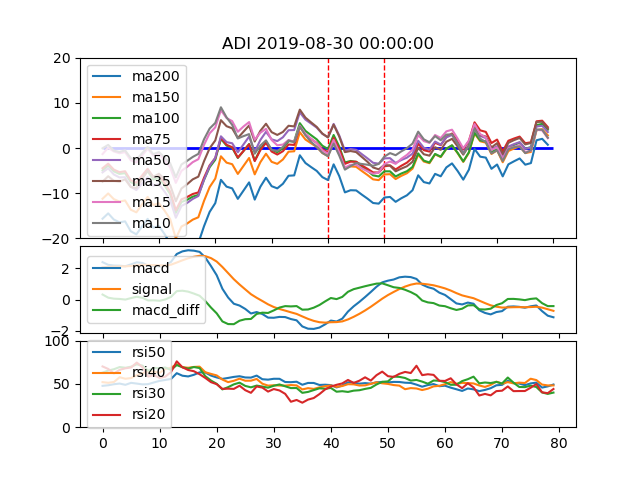 ADI 2019-08-30 00:00:00
20
10
0
−10
−20
ma200
ma150
ma100
ma75
ma50
ma35
ma15
ma10
2
0
−2
macd
signal
macd_diff
100
50
0
rsi50
rsi40
rsi30
rsi20
0 10 20 30 40 50 60 70 80